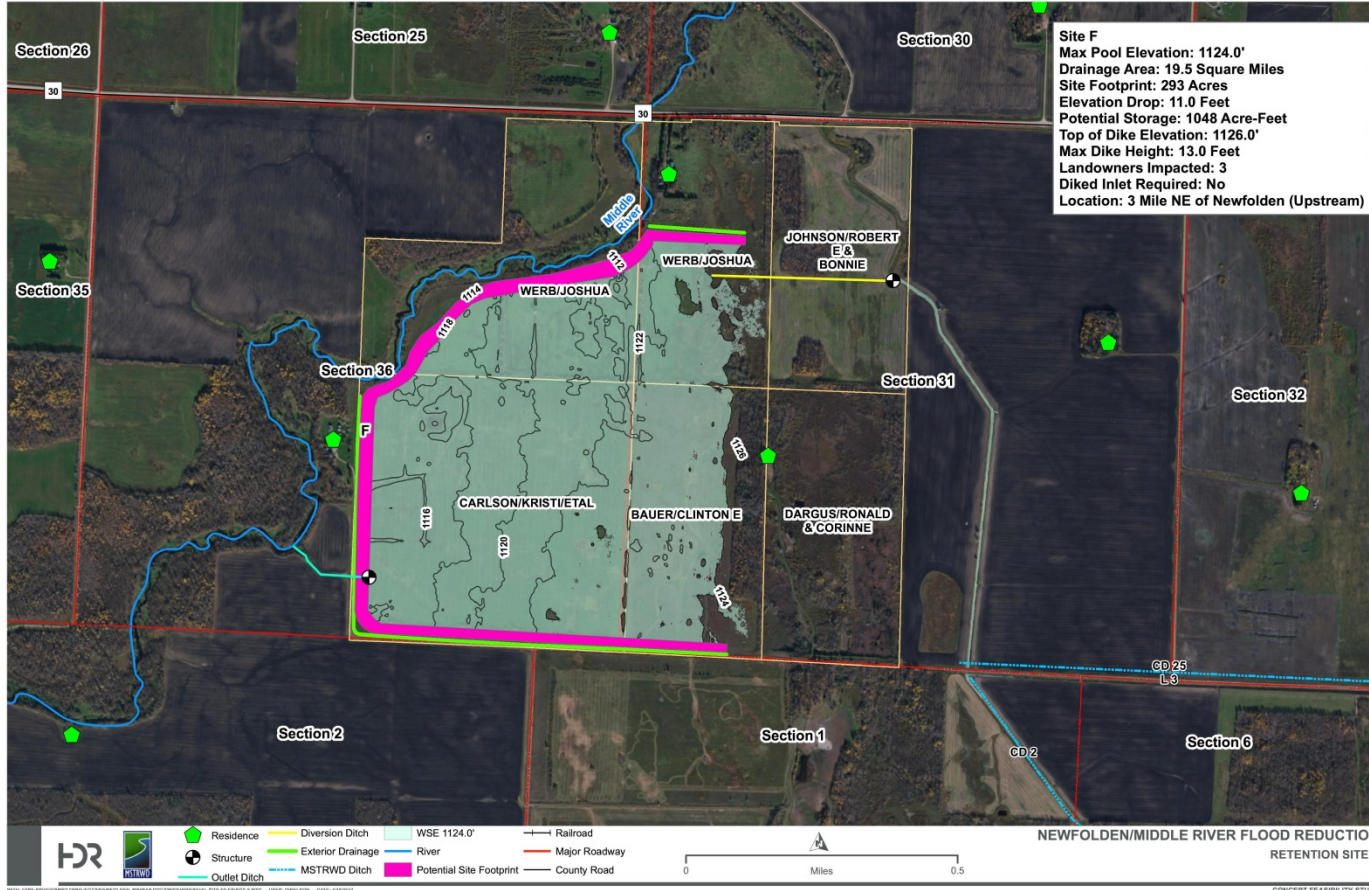 Section 26
Section 25
Section 30
Site F
Max Pool Elevation: 1124.0'
Drainage Area: 19.5 Square Miles
Site Footprint: 293 Acres
Elevation Drop: 11.0 Feet
Potential Storage: 1048 Acre-Feet
Top of Dike Elevation: 1126.0'
Max Dike Height: 13.0 Feet
Landowners Impacted: 3
Diked Inlet Required: No
Location: 3 Mile NE of Newfolden (Upstream)
30
30
Middle
River
JOHNSON/ROBERT
E &
BONNIE
WERB/JOSHUA
1112
Section 35
WERB/JOSHUA
1114
1118
1122
Section 36
Section 31
Section 32
F
1126
CARLSON/KRISTI/ETAL
BAUER/CLINTON E
DARGUS/RONALD
& CORINNE
1116
1120
1124
CD 25
L 3
Section 2
Section 1
Section 6
CD 2
HDR
MSTRWD
Residence
Structure
Outlet Ditch
Diversion Ditch
Exterior Drainage
MSTRWD Ditch
WSE 1124.0'
River
Potential Site Footprint
Railroad
Major Roadway
County Road
0
Miles
0.5
NEWFOLDEN/MIDDLE RIVER FLOOD REDUCTIO
RETENTION SITE